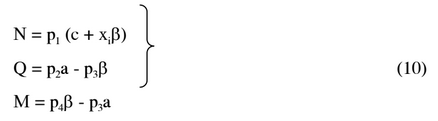 N = p₁ (c + xᵢβ)
Q = p₂a - p₃β
(10)
M = p₄β - p₃a